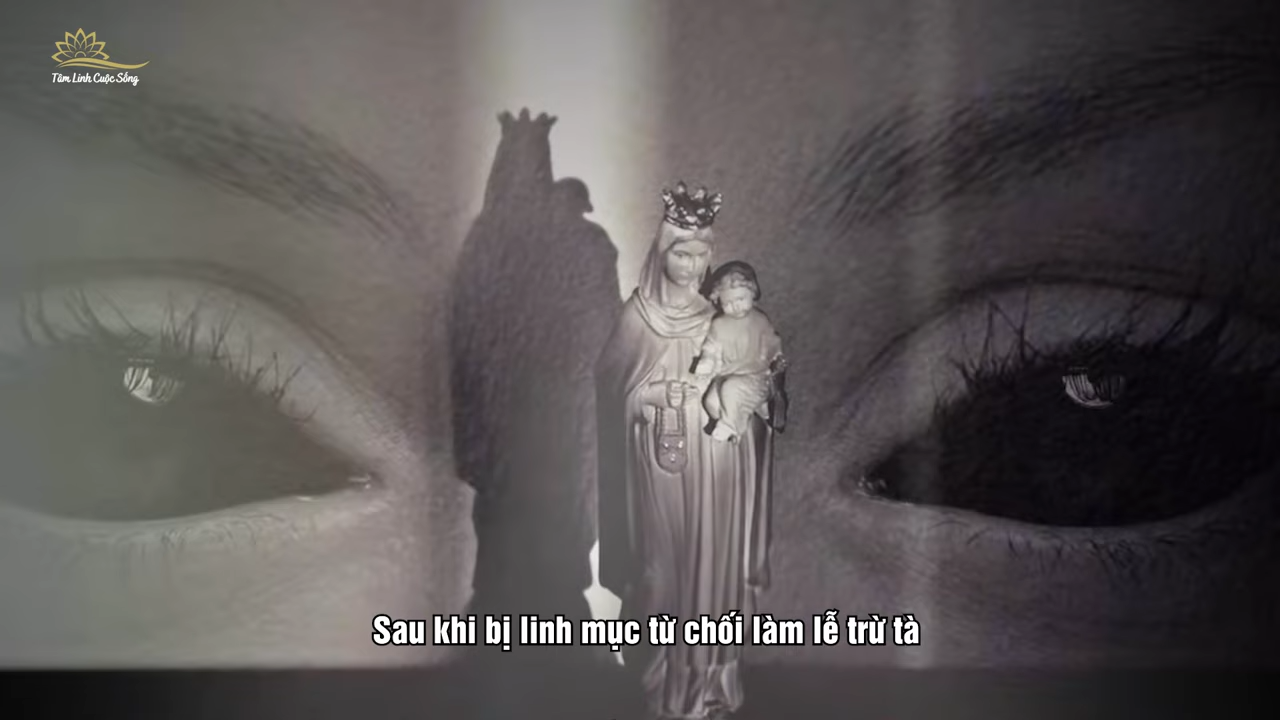 Tâm Linh Cuộc Sống
Sau khi bị linh mục từ chối làm lễ trừ tà